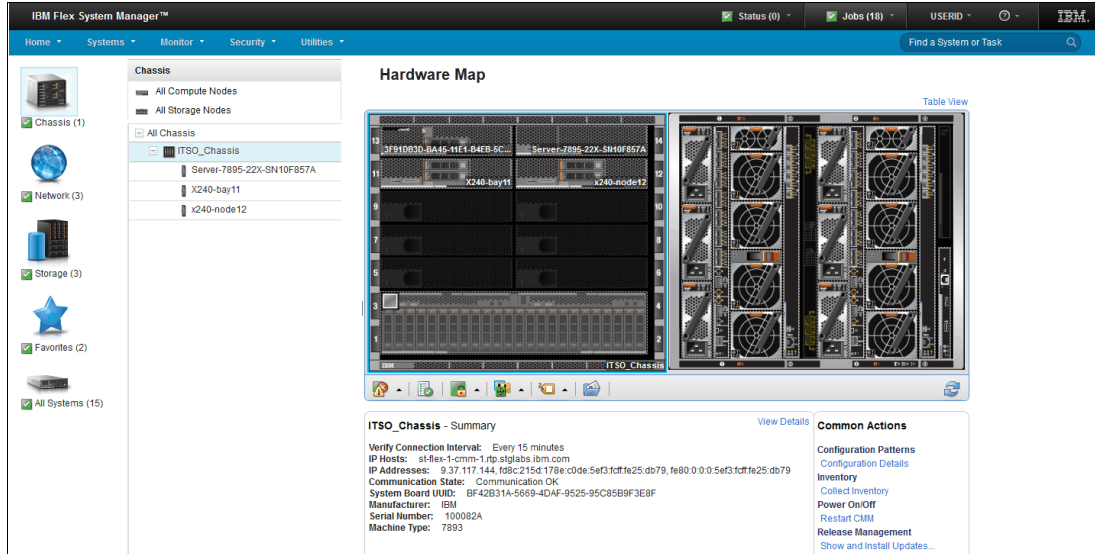 IBM Flex System Manager™
Status (0)
Jobs (18)
USERID
IBM.
Home
Systems
Monitor
Security
Utilities
Find a System or Task
Chassis (1)
Network (3)
Storage (3)
Favorites (2)
All Systems (15)
Chassis
All Compute Nodes
All Storage Nodes
All Chassis
ITSO_Chassis
Server-7895-22X-SN10F857A
X240-bay11
x240-node12
Hardware Map
Table View
13
3F91DB3D-BA45-11E1-B4EB-5C...
Server-7895-22X-SN10F857A
14
11
X240-bay11
x240-node12
12
9
10
7
8
5
6
3
4
1
2
IBM
ITSO_Chassis
ITSO_Chassis - Summary
View Details
Verify Connection Interval: Every 15 minutes
IP Hosts: st-flex-1-cmm-1.rtp.stglabs.ibm.com
IP Addresses: 9.37.117.144, fd8c:215d:178e:c0de:5ef3:fcff:fe25:db79, fe80:0:0:0:5ef3:fcff:fe25:db79
Communication State: Communication OK
System Board UUID: BF42B31A-5669-4DAF-9525-95C85B9F3E8F
Manufacturer: IBM
Serial Number: 100082A
Machine Type: 7893
Common Actions
Configuration Patterns
Configuration Details
Inventory
Collect Inventory
Power On/Off
Restart CMM
Release Management
Show and Install Updates...